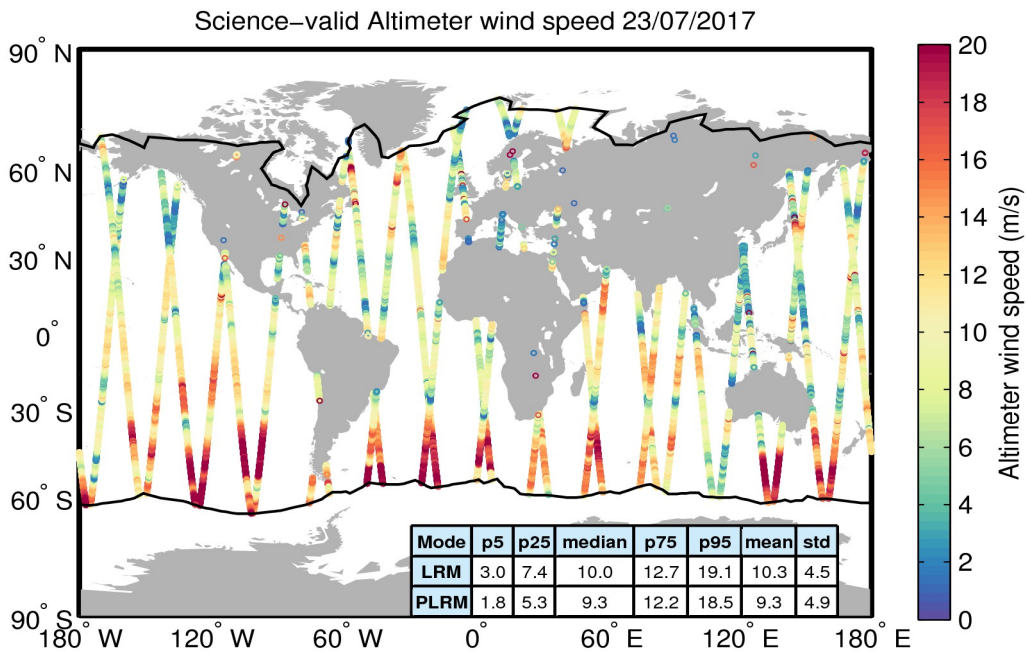 Science−valid Altimeter wind speed 23/07/2017
90° N
60° N
30° N
0°
30° S
60° S
90° S
180° W
120° W
60° W
0°
60° E
120° E
180° E
Mode p5 p25 median p75 p95 mean std
LRM 3.0 7.4 10.0 12.7 19.1 10.3 4.5
PLRM 1.8 5.3 9.3 12.2 18.5 9.3 4.9
20
18
16
14
12
10
8
6
4
2
0
Altimeter wind speed (m/s)